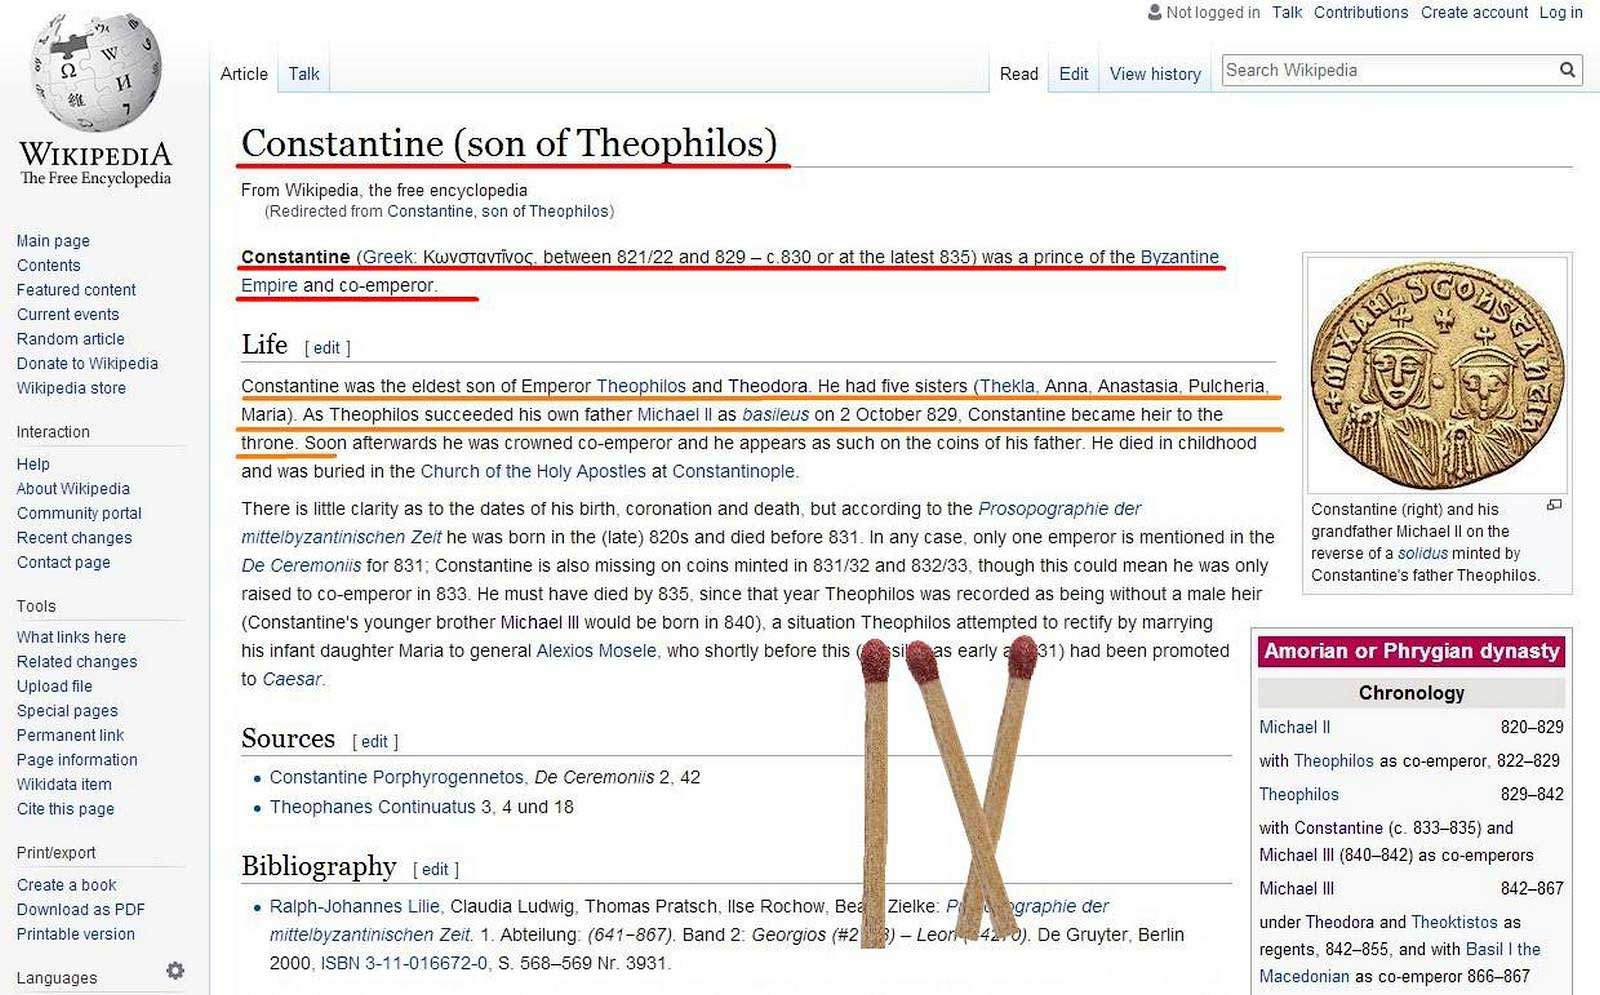 Not logged in Talk Contributions Create account Log in
Article Talk Read Edit View history Search Wikipedia
WIKIPEDIA
The Free Encyclopedia
Main page
Contents
Featured content
Current events
Random article
Donate to Wikipedia
Wikipedia store
Interaction
Help
About Wikipedia
Community portal
Recent changes
Contact page
Tools
What links here
Related changes
Upload file
Special pages
Permanent link
Page information
Wikidata item
Cite this page
Print/export
Create a book
Download as PDF
Printable version
Languages
Constantine (son of Theophilos)
From Wikipedia, the free encyclopedia
(Redirected from Constantine, son of Theophilos)
Constantine (Greek: Κωνσταντῖνος, between 821/22 and 829 – c.830 or at the latest 835) was a prince of the Byzantine
Empire and co-emperor.
Life [ edit ]
Constantine was the eldest son of Emperor Theophilos and Theodora. He had five sisters (Thekla, Anna, Anastasia, Pulcheria,
Maria). As Theophilos succeeded his own father Michael II as basileus on 2 October 829, Constantine became heir to the
throne. Soon afterwards he was crowned co-emperor and he appears as such on the coins of his father. He died in childhood
and was buried in the Church of the Holy Apostles at Constantinople.
There is little clarity as to the dates of his birth, coronation and death, but according to the Prosopographie der
mittelbyzantinischen Zeit he was born in the (late) 820s and died before 831. In any case, only one emperor is mentioned in the
De Ceremoniis for 831; Constantine is also missing on coins minted in 831/32 and 832/33, though this could mean he was only
raised to co-emperor in 833. He must have died by 835, since that year Theophilos was recorded as being without a male heir
(Constantine's younger brother Michael III would be born in 840), a situation Theophilos attempted to rectify by marrying
his infant daughter Maria to general Alexios Mosele, who shortly before this as early 31) had been promoted
to Caesar.
Sources [ edit ]
Constantine Porphyrogennetos, De Ceremoniis 2, 42
Theophanes Continuatus 3, 4 und 18
Bibliography [ edit ]
Ralph-Johannes Lilie, Claudia Ludwig, Thomas Pratsch, Ilse Rochow, Zielke: der
mittelbyzantinischen Zeit. 1. Abteilung: (641–867). Band 2: Georgios – Leon De Gruyter, Berlin
2000, ISBN 3-11-016672-0, S. 568–569 Nr. 3931.
Constantine (right) and his
grandfather Michael II on the
reverse of a solidus minted by
Constantine's father Theophilos.
Amorian or Phrygian dynasty
Chronology
Michael II 820–829
with Theophilos as co-emperor, 822–829
Theophilos 829–842
with Constantine (c. 833–835) and
Michael III (840–842) as co-emperors
Michael III 842–867
under Theodora and Theoktistos as
regents, 842–855, and with Basil I the
Macedonian as co-emperor 866–867